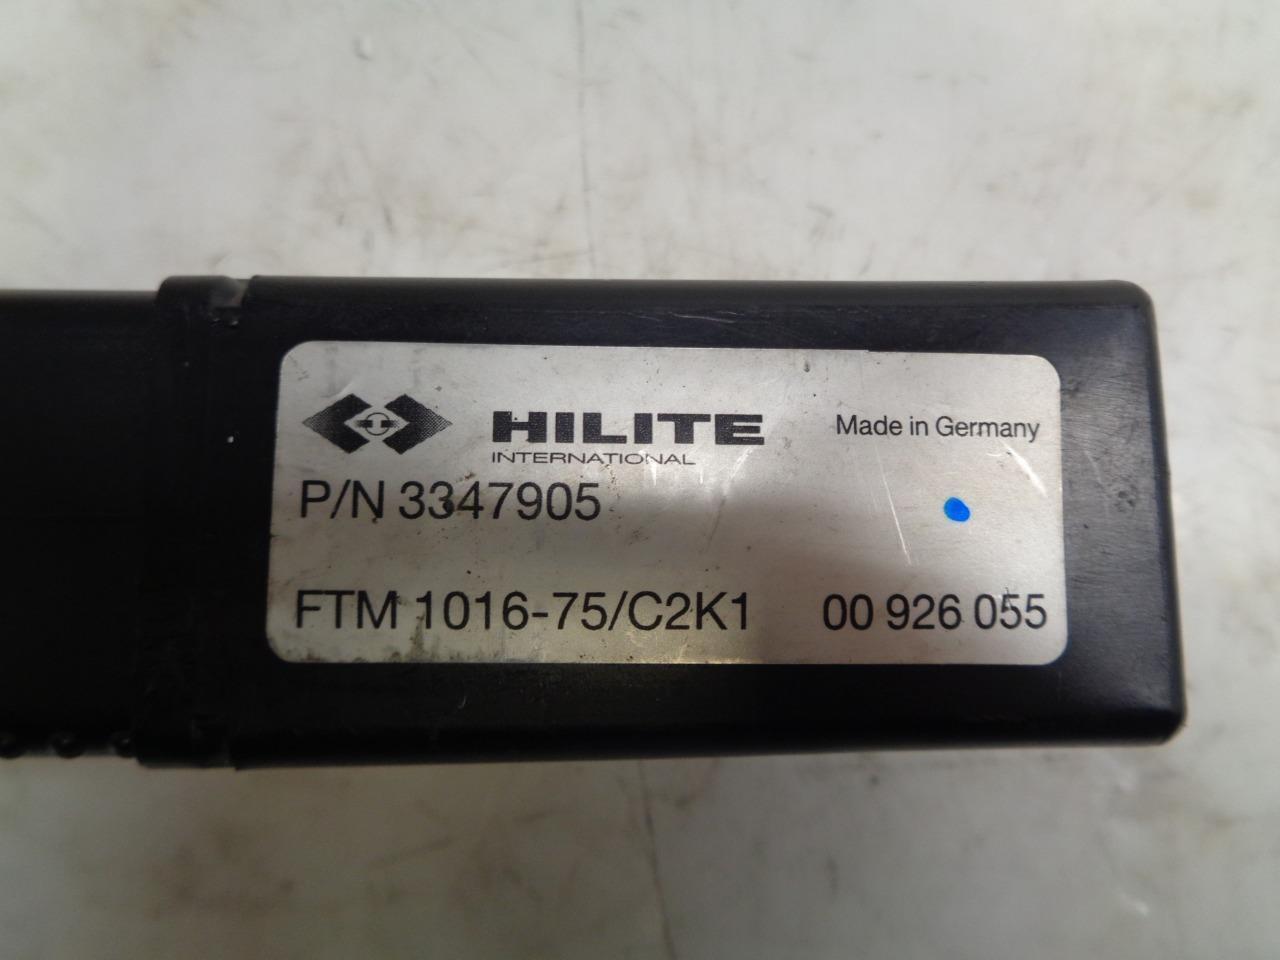 HILITE Made in Germany
INTERNATIONAL
P/N 3347905
FTM 1016-75/C2K1 00 926 055